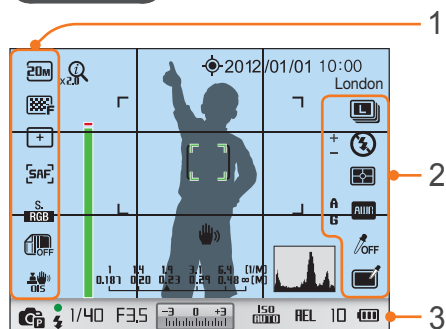 1
2012/01/01 10:00
London
20M
x2.0
F
L
+
−
SAF
S.
RGB
A
G
AWB
OFF
OFF
OIS
2
1 1.4 1.9 3.1 6.4 (1/M)
0.187 0.20 0.23 0.29 0.48 ∞ (M)
P 1/40 F3.5 -3 0 +3 ISO AUTO AEL 10
3